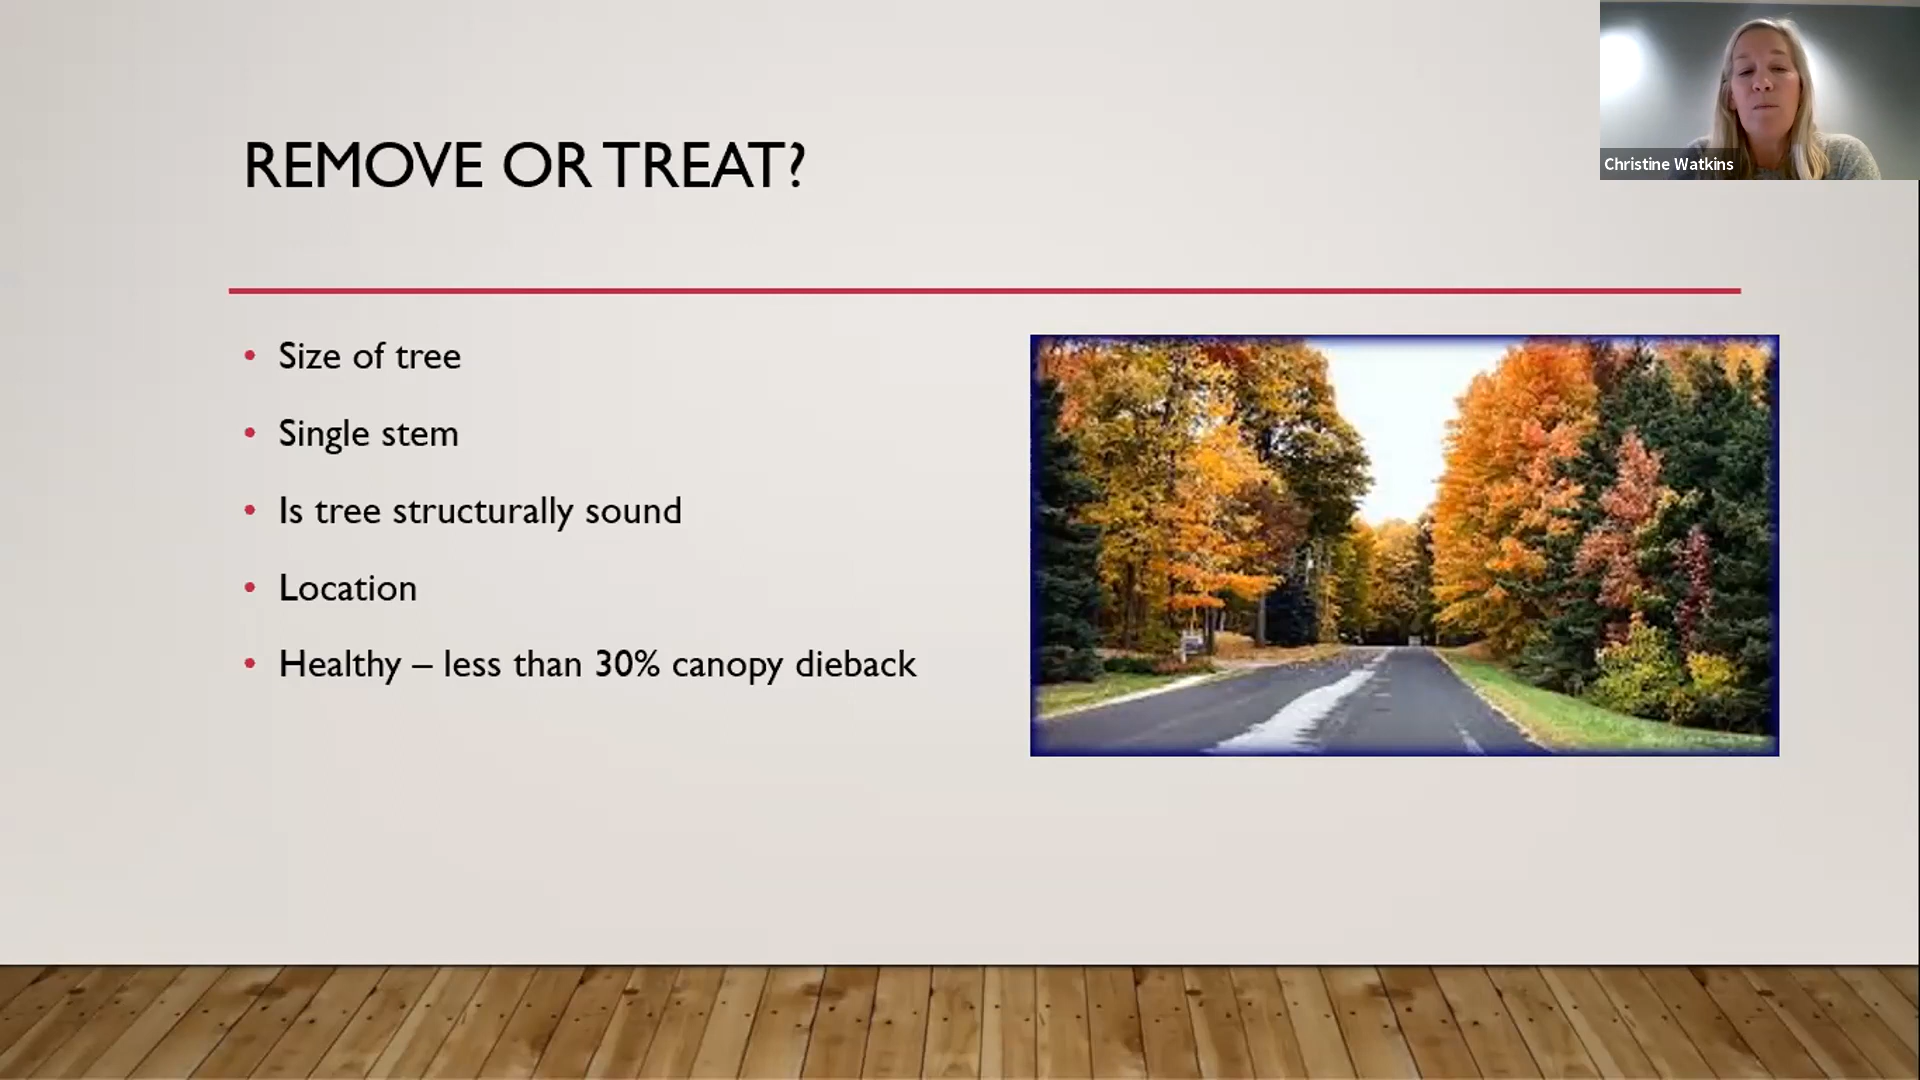 REMOVE OR TREAT?
Christine Watkins
• Size of tree
• Single stem
• Is tree structurally sound
• Location
• Healthy – less than 30% canopy dieback